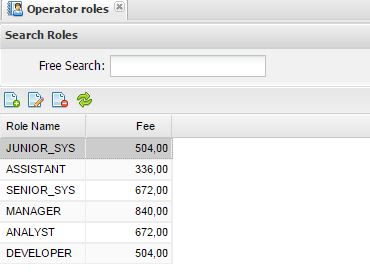 Operator roles
Search Roles
Free Search:
Role Name Fee
JUNIOR_SYS 504,00
ASSISTANT 336,00
SENIOR_SYS 672,00
MANAGER 840,00
ANALYST 672,00
DEVELOPER 504,00